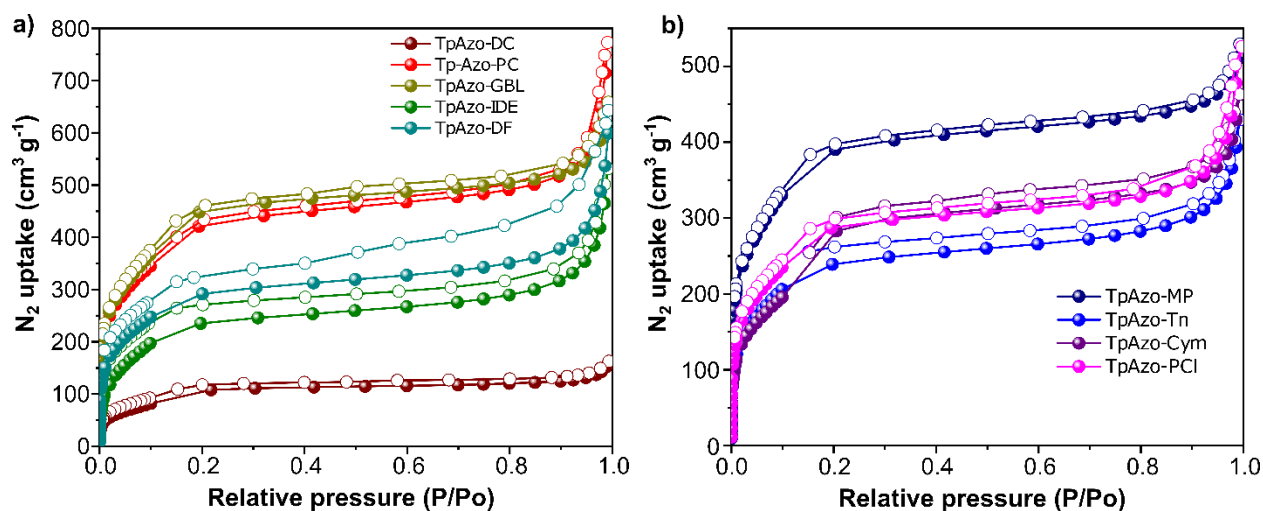 a)
TpAzo-DC
Tp-Azo-PC
TpAzo-GBL
TpAzo-IDE
TpAzo-DF
N2 uptake (cm3 g-1)
800
700
600
500
400
300
200
100
0
0.0 0.2 0.4 0.6 0.8 1.0
Relative pressure (P/Po)
b)
TpAzo-MP
TpAzo-Tn
TpAzo-Cym
TpAzo-PCl
N2 uptake (cm3 g-1)
500
400
300
200
100
0
0.0 0.2 0.4 0.6 0.8 1.0
Relative pressure (P/Po)